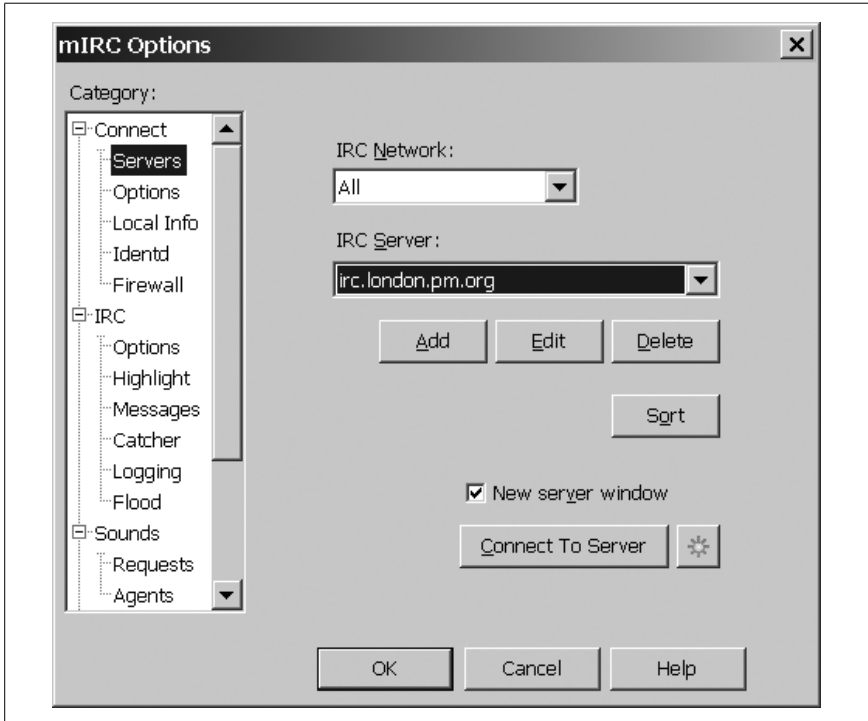 mIRC Options
Category:
Connect
Servers
Options
Local Info
Identd
Firewall
IRC
Options
Highlight
Messages
Catcher
Logging
Flood
Sounds
Requests
Agents
IRC Network:
All
IRC Server:
irc.london.pm.org
Add
Edit
Delete
Sort
New server window
Connect To Server
OK
Cancel
Help